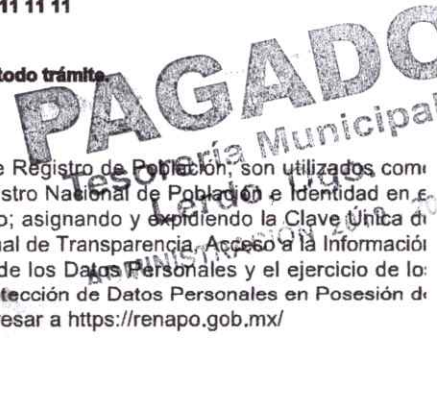 11 11 11
todo trámite.
PAGADO
Tesorería Municipal
Lerdo, Dgo.
ADMINISTRACIÓN
e Registro de Población, son utilizados com
stro Nacional de Población e Identidad en e
o; asignando y expidiendo la Clave Única d
nal de Transparencia, Acceso a la Informació
de los Datos Personales y el ejercicio de lo
tección de Datos Personales en Posesión d
resar a https://renapo.gob.mx/